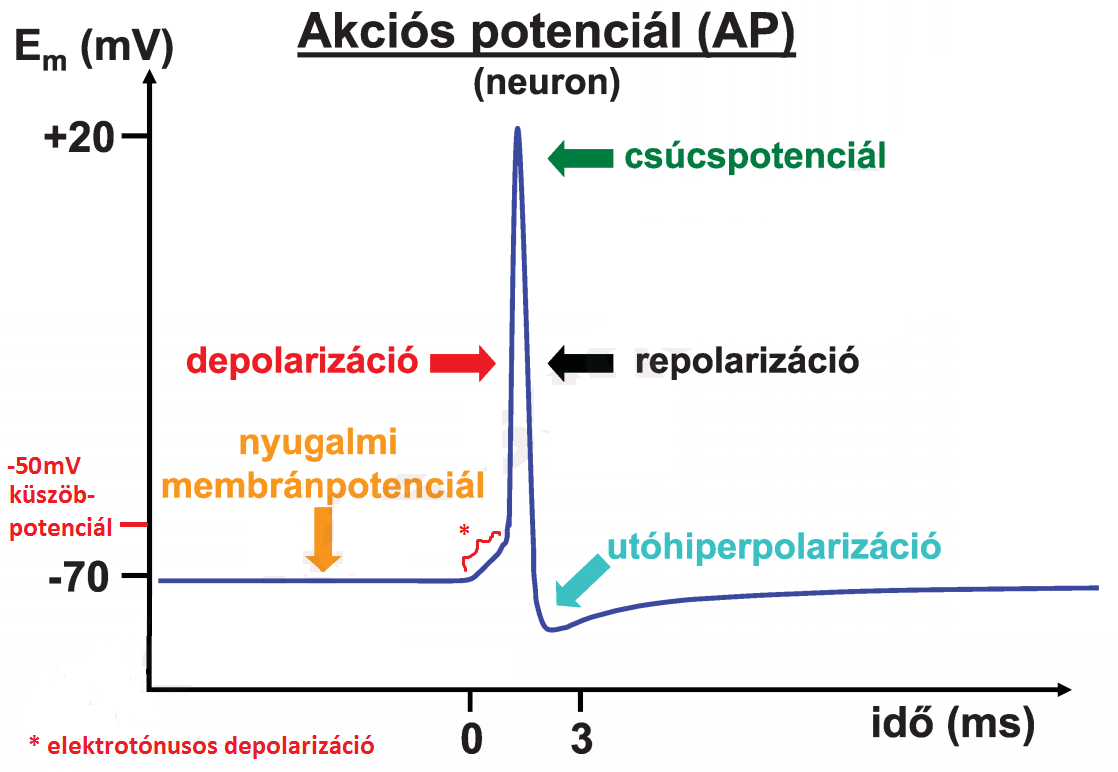 Akciós potenciál (AP)
(neuron)
Em (mV)
+20
csúcspotenciál
depolarizáció
repolarizáció
nyugalmi
membránpotenciál
-50mV
küszöb-
potenciál
*
utóhiperpolarizáció
-70
0
3
idő (ms)
* elektrotónusos depolarizáció